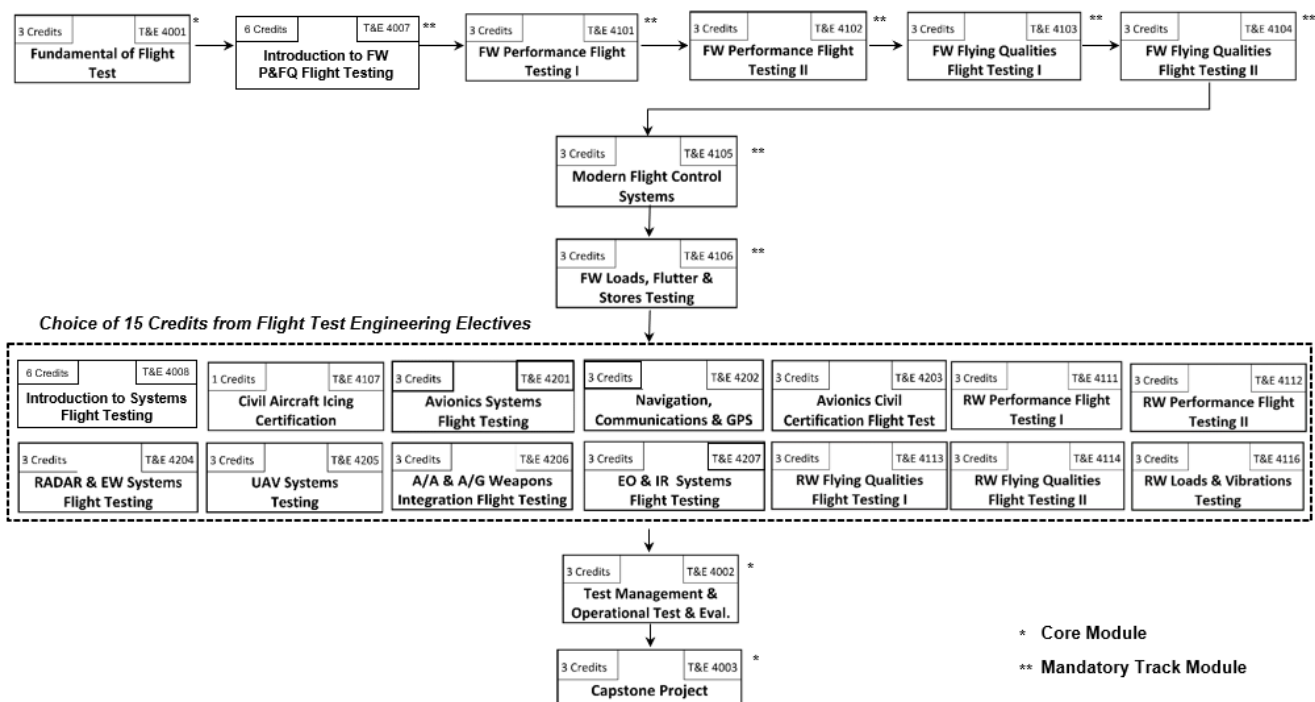 3 Credits T&E 4001 *
Fundamental of Flight
Test
6 Credits T&E 4007 **
Introduction to FW
P&FQ Flight Testing
3 Credits T&E 4101 **
FW Performance Flight
Testing I
3 Credits T&E 4102 **
FW Performance Flight
Testing II
3 Credits T&E 4103 **
FW Flying Qualities
Flight Testing I
3 Credits T&E 4104 **
FW Flying Qualities
Flight Testing II
3 Credits T&E 4105 **
Modern Flight Control
Systems
3 Credits T&E 4106 **
FW Loads, Flutter &
Stores Testing
Choice of 15 Credits from Flight Test Engineering Electives
6 Credits T&E 4008
Introduction to Systems
Flight Testing
1 Credits T&E 4107
Civil Aircraft Icing
Certification
3 Credits T&E 4201
Avionics Systems
Flight Testing
3 Credits T&E 4202
Navigation,
Communications & GPS
3 Credits T&E 4203
Avionics Civil
Certification Flight Test
3 Credits T&E 4111
RW Performance Flight
Testing I
3 Credits T&E 4112
RW Performance Flight
Testing II
3 Credits T&E 4204
RADAR & EW Systems
Flight Testing
3 Credits T&E 4205
UAV Systems
Testing
3 Credits T&E 4206
A/A & A/G Weapons
Integration Flight Testing
3 Credits T&E 4207
EO & IR Systems
Flight Testing
3 Credits T&E 4113
RW Flying Qualities
Flight Testing I
3 Credits T&E 4114
RW Flying Qualities
Flight Testing II
3 Credits T&E 4116
RW Loads & Vibrations
Testing
3 Credits T&E 4002 *
Test Management &
Operational Test & Eval.
3 Credits T&E 4003 *
Capstone Project
* Core Module
** Mandatory Track Module